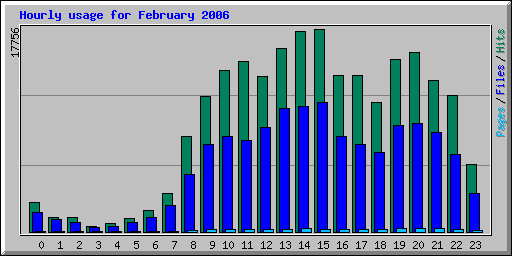 Hourly usage for February 2006
17756
Pages / Files / Hits
0 1 2 3 4 5 6 7 8 9 10 11 12 13 14 15 16 17 18 19 20 21 22 23